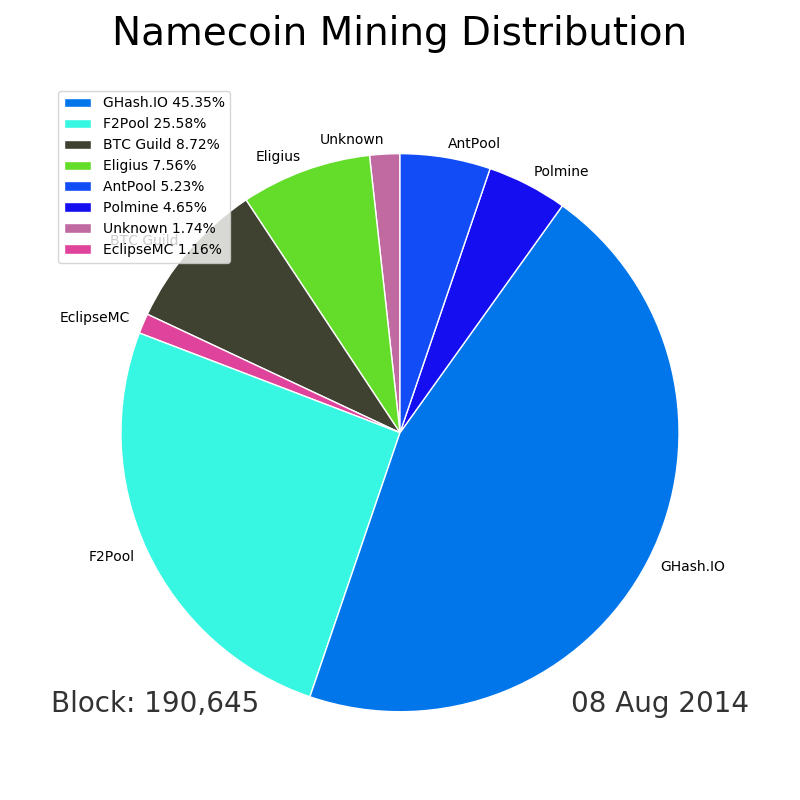 Namecoin Mining Distribution
GHash.IO 45.35%
F2Pool 25.58%
BTC Guild 8.72%
Eligius 7.56%
AntPool 5.23%
Polmine 4.65%
Unknown 1.74%
EclipseMC 1.16%
Unknown
AntPool
Eligius
Polmine
BTC Guild
EclipseMC
F2Pool
GHash.IO
Block: 190,645
08 Aug 2014